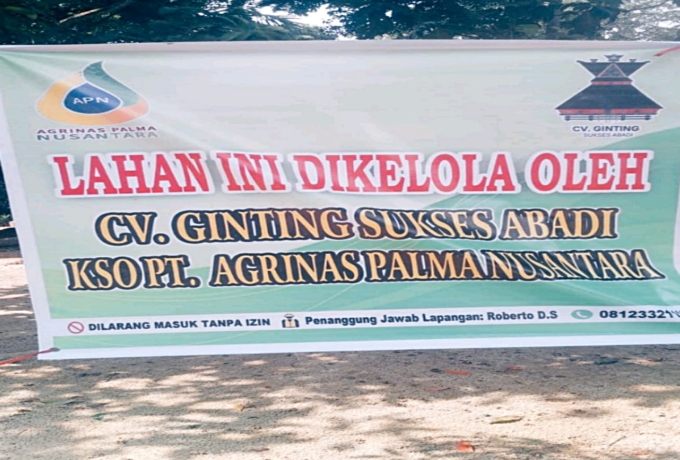 APN
AGRINAS PALMA
NUSANTARA
CV. GINTING
SUKSES ABADI
LAHAN INI DIKELOLA OLEH
CV. GINTING SUKSES ABADI
KSO PT. AGRINAS PALMA NUSANTARA
DILARANG MASUK TANPA IZIN Penanggung Jawab Lapangan: Roberto D.S